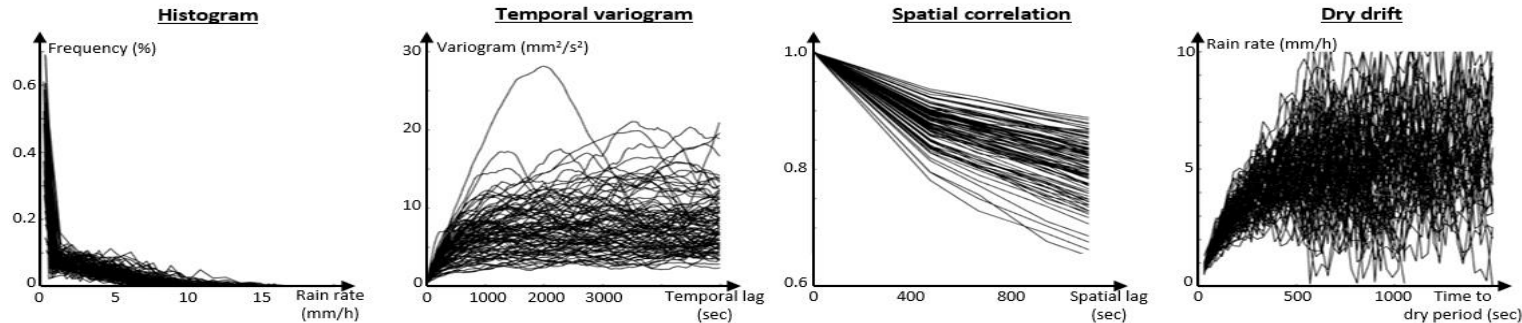 Histogram
Frequency (%)
0.6
0.4
0.2
0
0
5
10
15
Rain rate
(mm/h)
Temporal variogram
Variogram (mm²/s²)
30
20
10
0
0
1000
2000
3000
Temporal lag
(sec)
Spatial correlation
1.0
0.8
0.6
0
400
800
Spatial lag
(sec)
Dry drift
Rain rate (mm/h)
10
5
0
0
500
1000
Time to
dry period (sec)